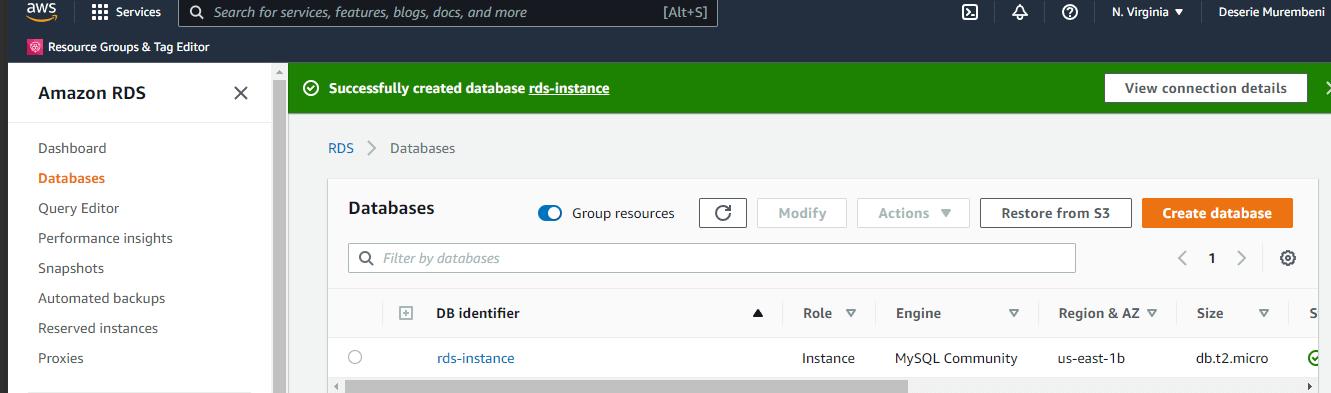 aws
Services
Search for services, features, blogs, docs, and more [Alt+S]
N. Virginia
Deserie Murembeni
Resource Groups & Tag Editor
Amazon RDS
Dashboard
Databases
Query Editor
Performance insights
Snapshots
Automated backups
Reserved instances
Proxies
Successfully created database rds-instance
View connection details
RDS > Databases
Databases
Group resources
Modify
Actions
Restore from S3
Create database
Filter by databases
1
DB identifier Role Engine Region & AZ Size S
rds-instance Instance MySQL Community us-east-1b db.t2.micro